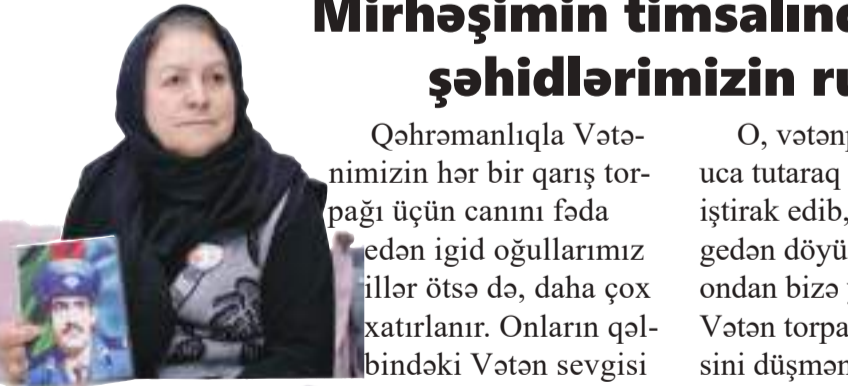 Mirhəşimin timsalınd
şəhidlərimizin ru
Qəhrəmanlıqla Vətə-
nimizin hər bir qarış tor-
pağı üçün canını fəda
edən igid oğullarımız
illər ötsə də, daha çox
xatırlanır. Onların qəl-
bindəki Vətən sevgisi
O, vətənp
uca tutaraq
iştirak edib,
gedən döyü
ondan bizə
Vətən torpa
sini düşmən